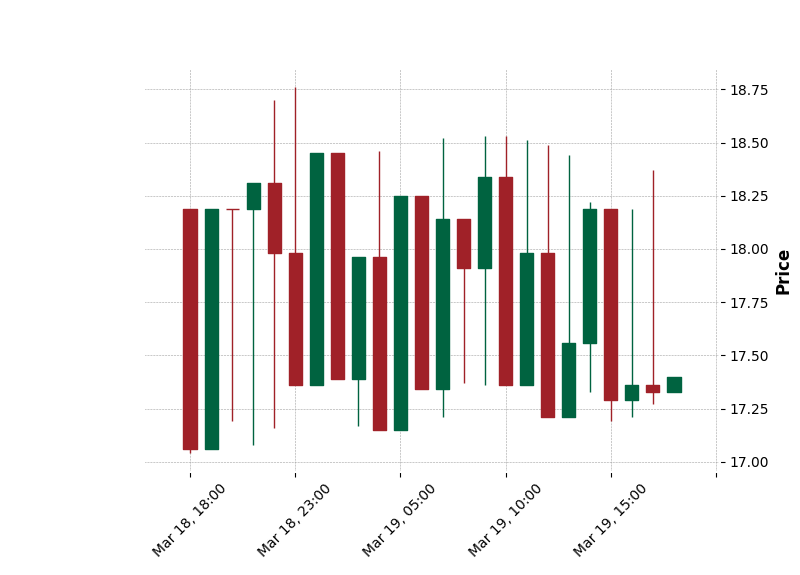 18.75
18.50
18.25
18.00
17.75
17.50
17.25
17.00
Price
Mar 18, 18:00
Mar 18, 23:00
Mar 19, 05:00
Mar 19, 10:00
Mar 19, 15:00